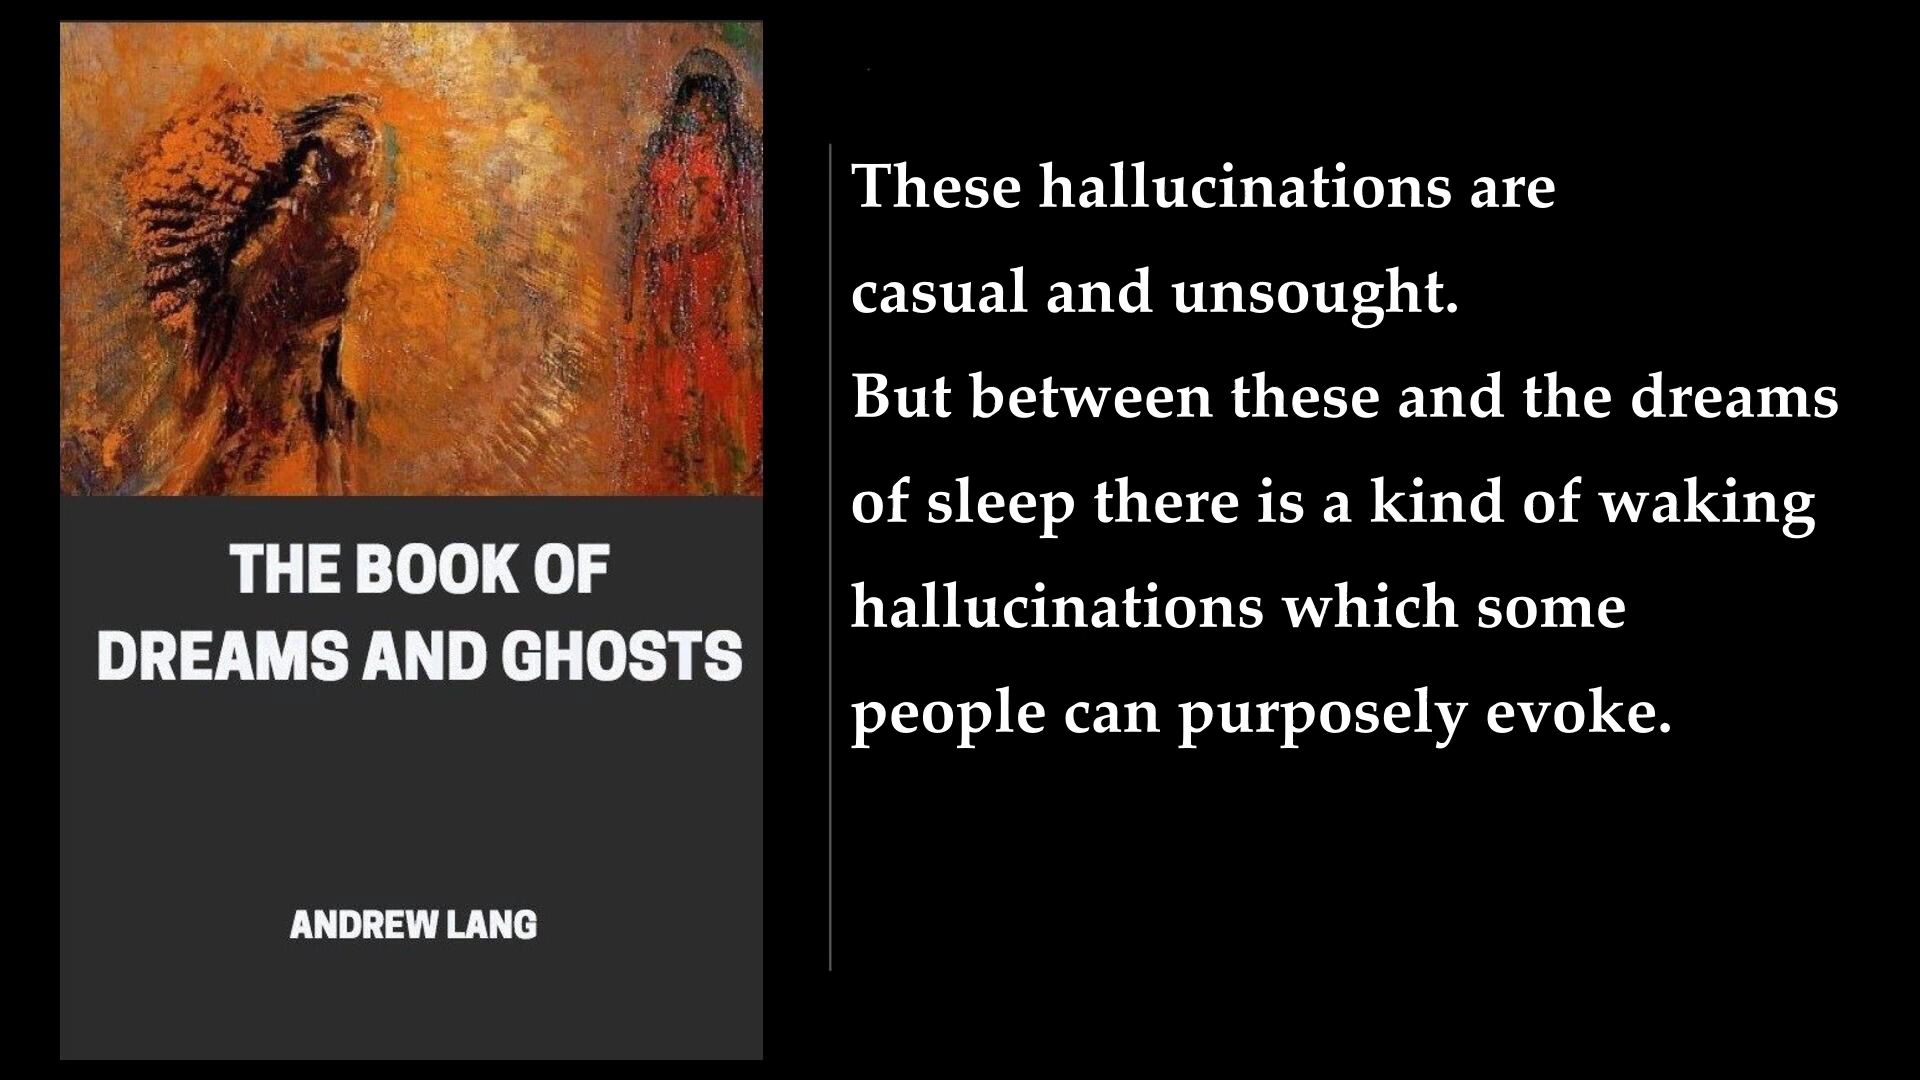 THE BOOK OF
DREAMS AND GHOSTS
ANDREW LANG
These hallucinations are
casual and unsought.
But between these and the dreams
of sleep there is a kind of waking
hallucinations which some
people can purposely evoke.